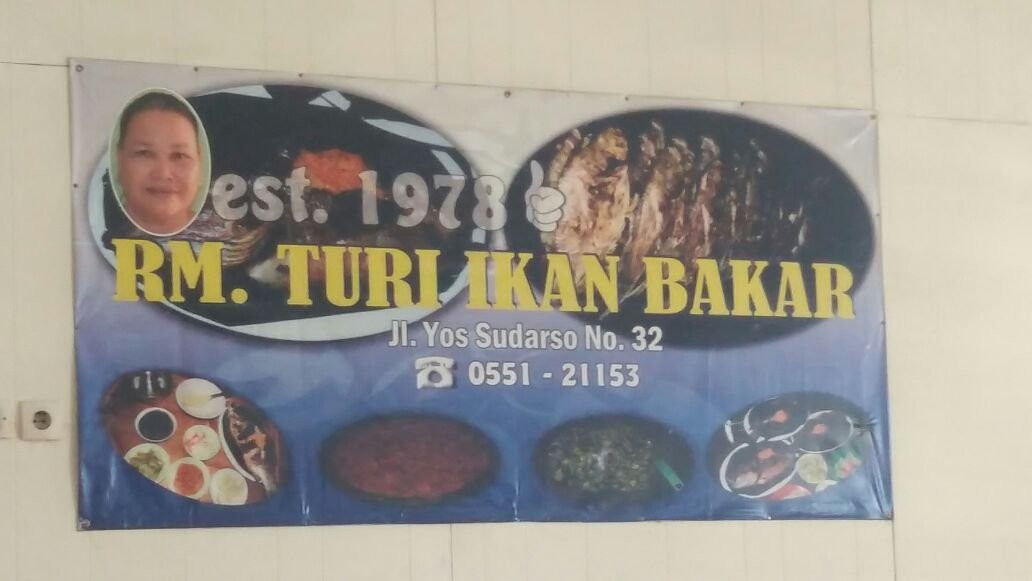 est. 1978
RM. TURI IKAN BAKAR
Jl. Yos Sudarso No. 32
0551 - 21153